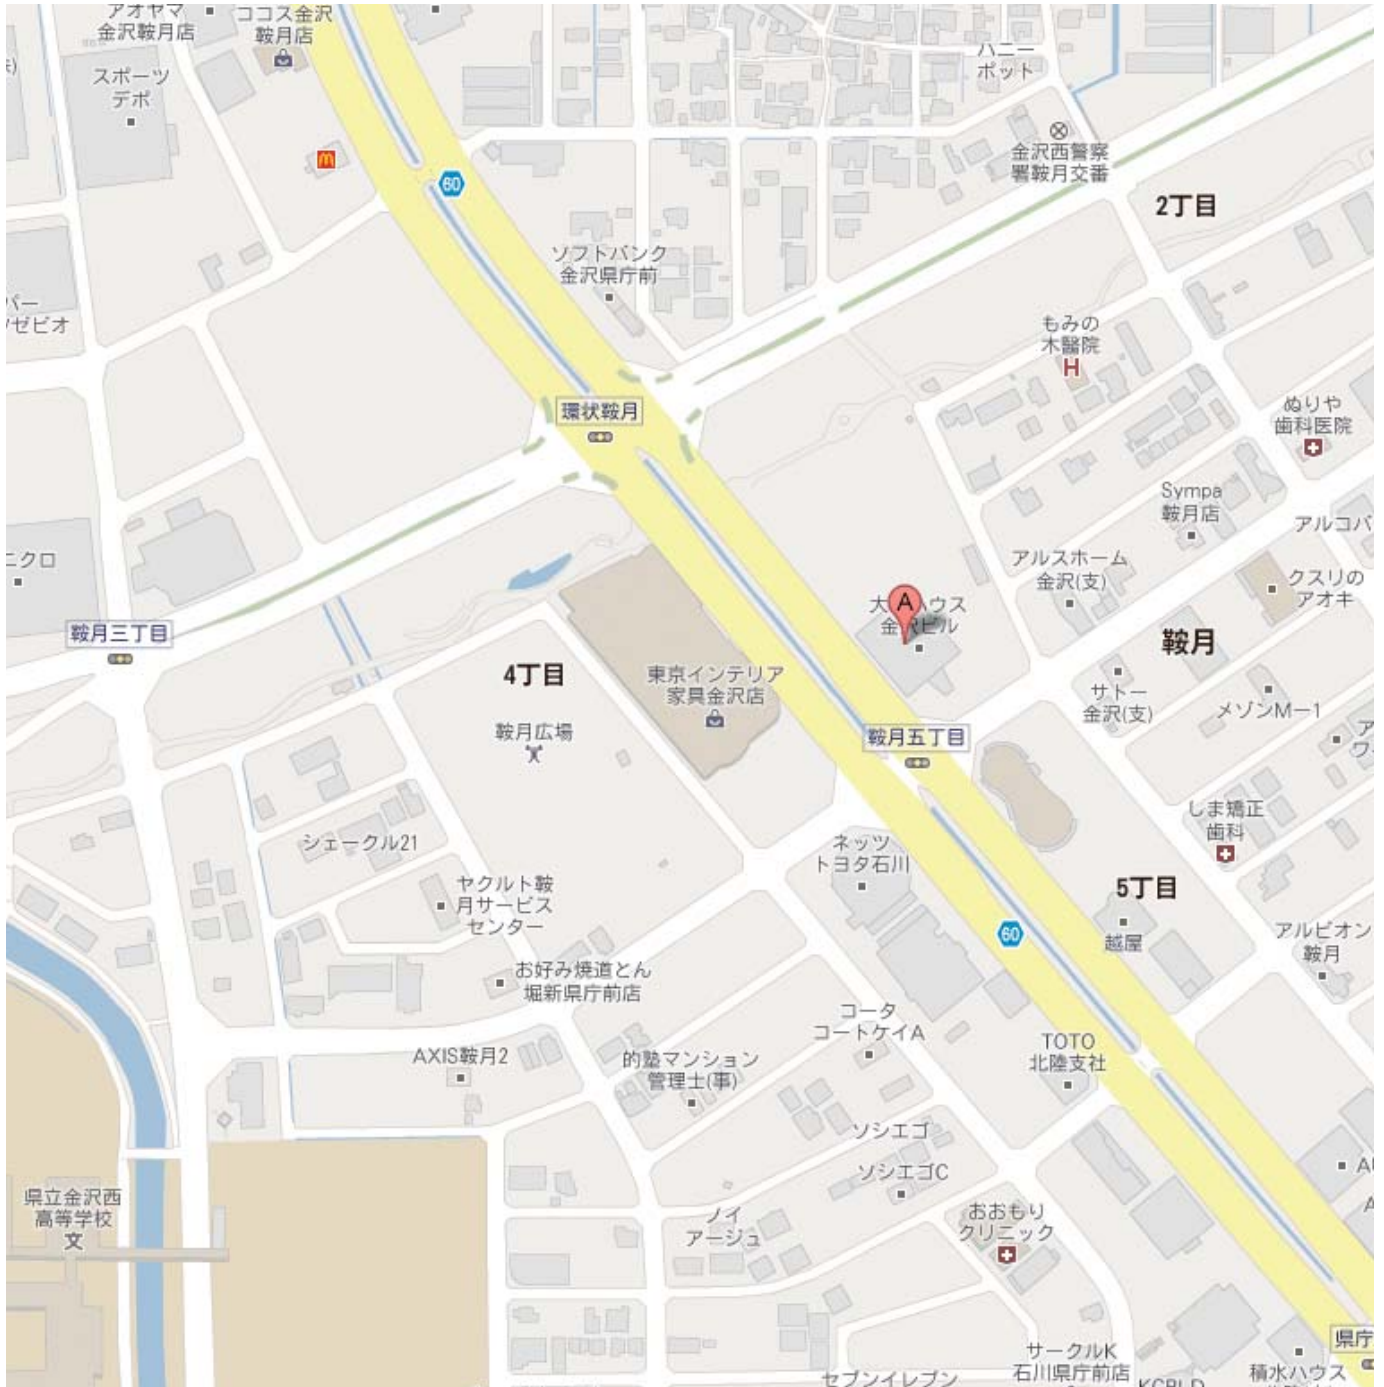 アオヤマ
金沢鞍月店
ココス金沢
鞍月店
スポーツ
デポ
ハニー
ポット
金沢西警察
署鞍月交番
60
2丁目
ソフトバンク
金沢県庁前
ゼビオ
もみの
木醫院
H
ぬりや
歯科医院
環状鞍月
Sympa
鞍月店
アルコバ
ニクロ
アルスホーム
金沢(支)
クスリの
アオキ
A
大 ハウス
金沢ビル
鞍月三丁目
鞍月
4丁目
東京インテリア
家具金沢店
サトー
金沢(支)
メゾンM－1
鞍月広場
鞍月五丁目
しま矯正
歯科
シェークル21
ネッツ
トヨタ石川
ヤクルト鞍
月サービス
センター
5丁目
60
越屋
アルビオン
鞍月
お好み焼道とん
堀新県庁前店
コータ
コートケイA
AXIS鞍月2
的塾マンション
管理士(事)
TOTO
北陸支社
ソシエゴ
ソシエゴC
県立金沢西
高等学校
文
ノイ
アージュ
おおもり
クリニック
サークルK
石川県庁前店
県庁
積水ハウス
セブンイレブン